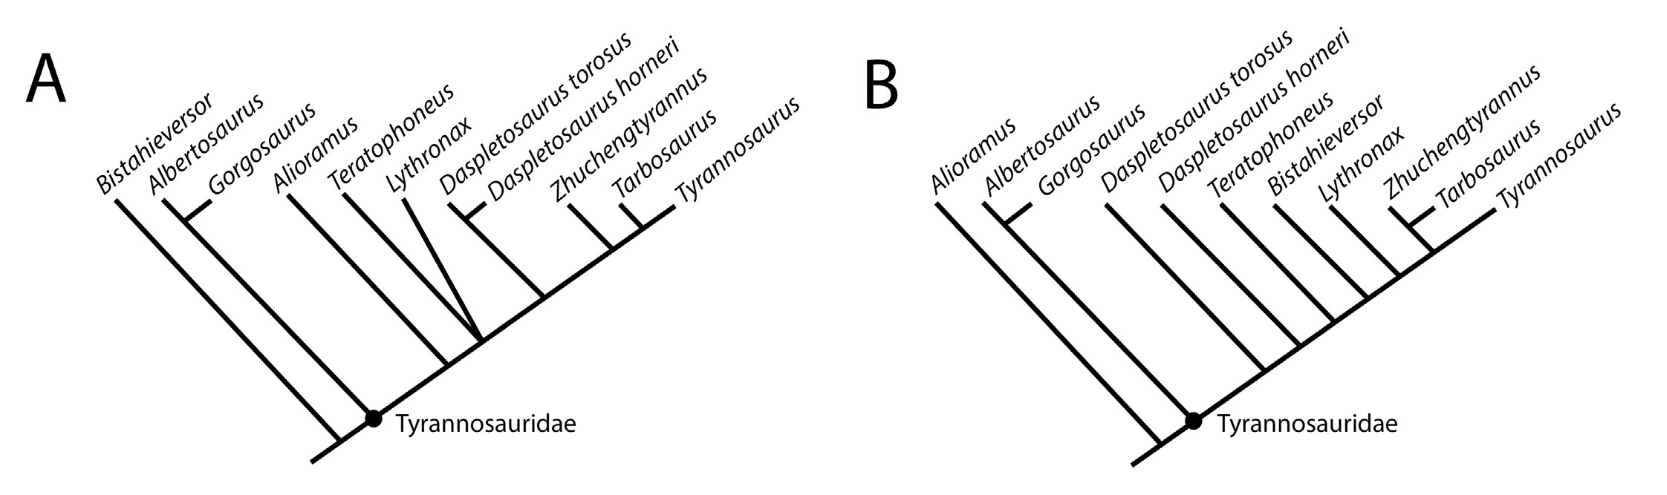 A
Bistahieversor
Albertosaurus
Gorgosaurus
Alioramus
Teratophoneus
Lythronax
Daspletosaurus torosus
Daspletosaurus horneri
Zhuchengtyrannus
Tarbosaurus
Tyrannosaurus
Tyrannosauridae
B
Alioramus
Albertosaurus
Gorgosaurus
Daspletosaurus torosus
Daspletosaurus horneri
Teratophoneus
Bistahieversor
Lythronax
Zhuchengtyrannus
Tarbosaurus
Tyrannosaurus
Tyrannosauridae